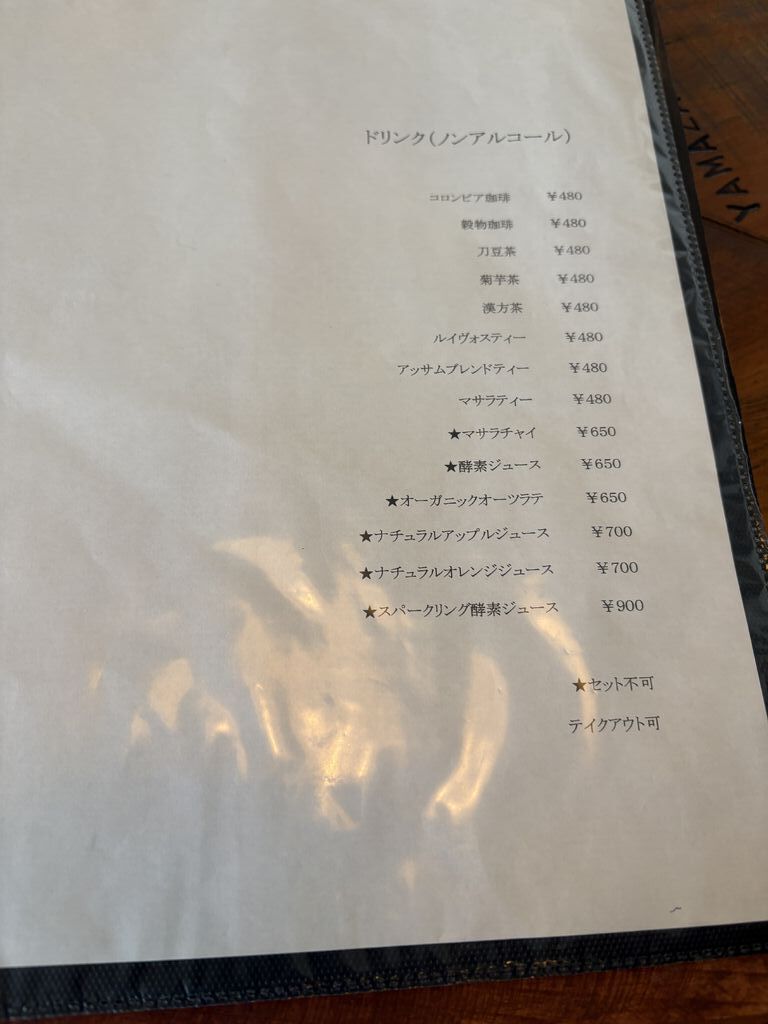 ドリンク(ノンアルコール)
コロンビア珈琲 ¥480
穀物珈琲 ¥480
刀豆茶 ¥480
菊芋茶 ¥480
漢方茶 ¥480
ルイヴォスティー ¥480
アッサムブレンドティー ¥480
マサラティー ¥480
★マサラチャイ ¥650
★酵素ジュース ¥650
★オーガニックオーツラテ ¥650
★ナチュラルアップルジュース ¥700
★ナチュラルオレンジジュース ¥700
★スパークリング酵素ジュース ¥900
★セット不可
テイクアウト可